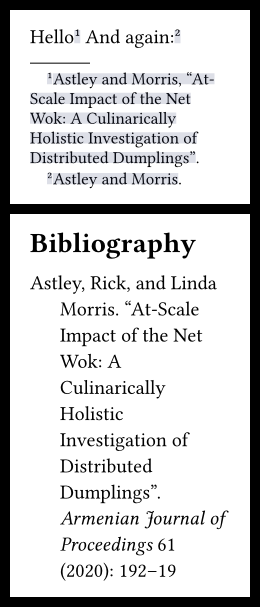 Hello¹ And again:²
¹Astley and Morris, “At-
Scale Impact of the Net
Wok: A Culinarically
Holistic Investigation of
Distributed Dumplings”.
²Astley and Morris.
Bibliography
Astley, Rick, and Linda
Morris. “At-Scale
Impact of the Net
Wok: A
Culinarically
Holistic
Investigation of
Distributed
Dumplings”.
Armenian Journal of
Proceedings 61
(2020): 192–19